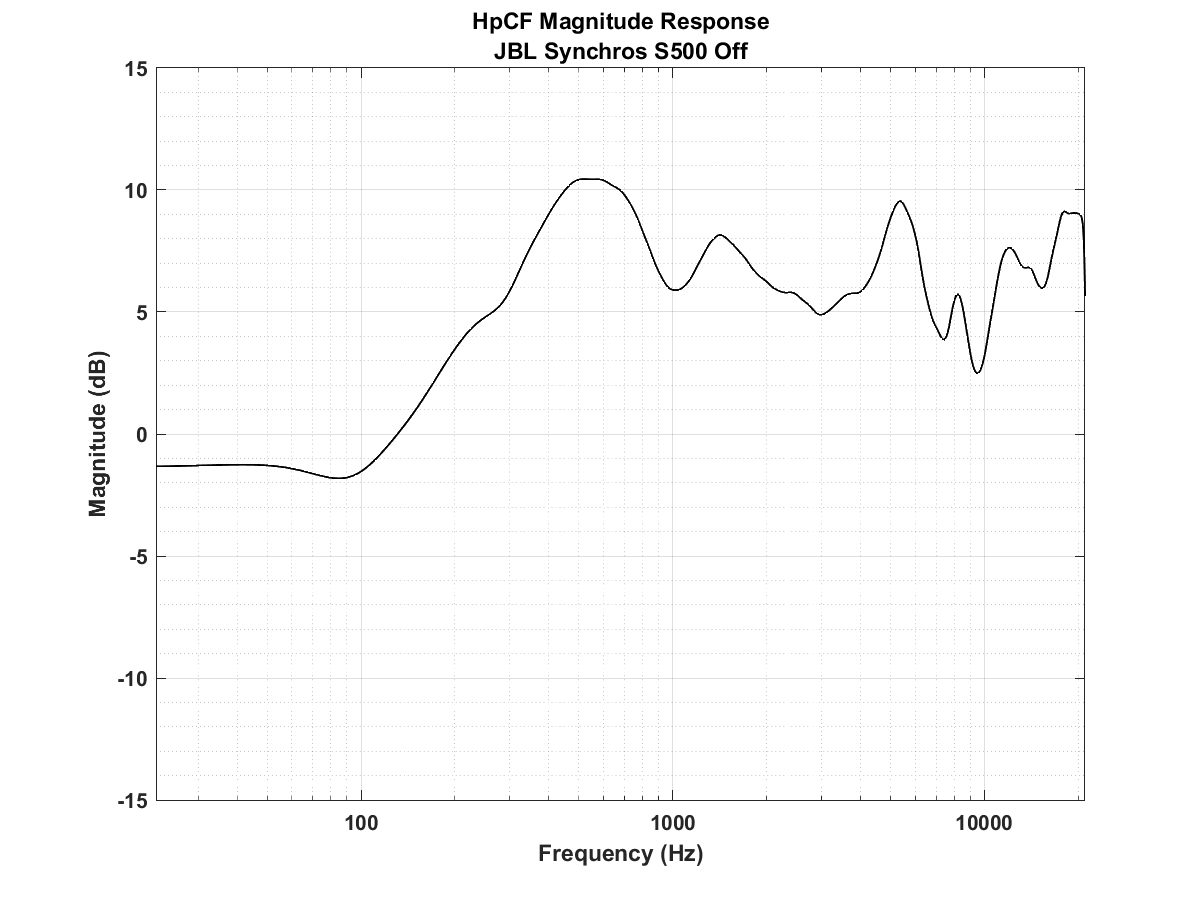 HpCF Magnitude Response
JBL Synchros S500 Off
15
10
5
0
-5
-10
-15
Magnitude (dB)
100
1000
10000
Frequency (Hz)